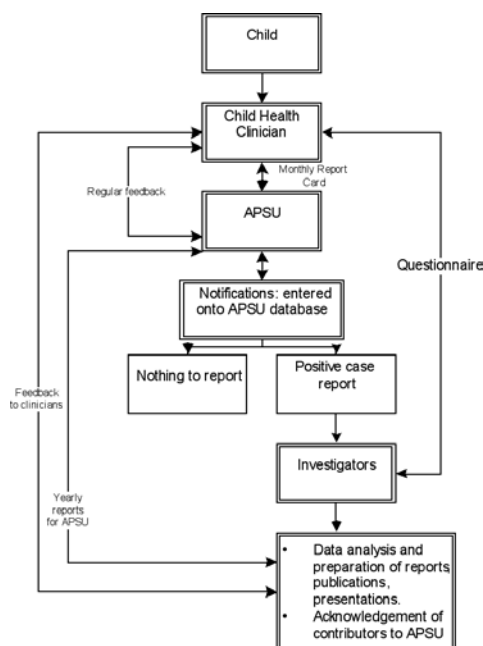 Child
Child Health
Clinician
Monthly Report
Card
Regular feedback
APSU
Questionnaire
Notifications: entered
onto APSU database
Nothing to report
Positive case
report
Feedback
to clinicians
Investigators
Yearly
reports
for APSU
• Data analysis and
preparation of reports,
publications,
presentations.
• Acknowledgement of
contributors to APSU